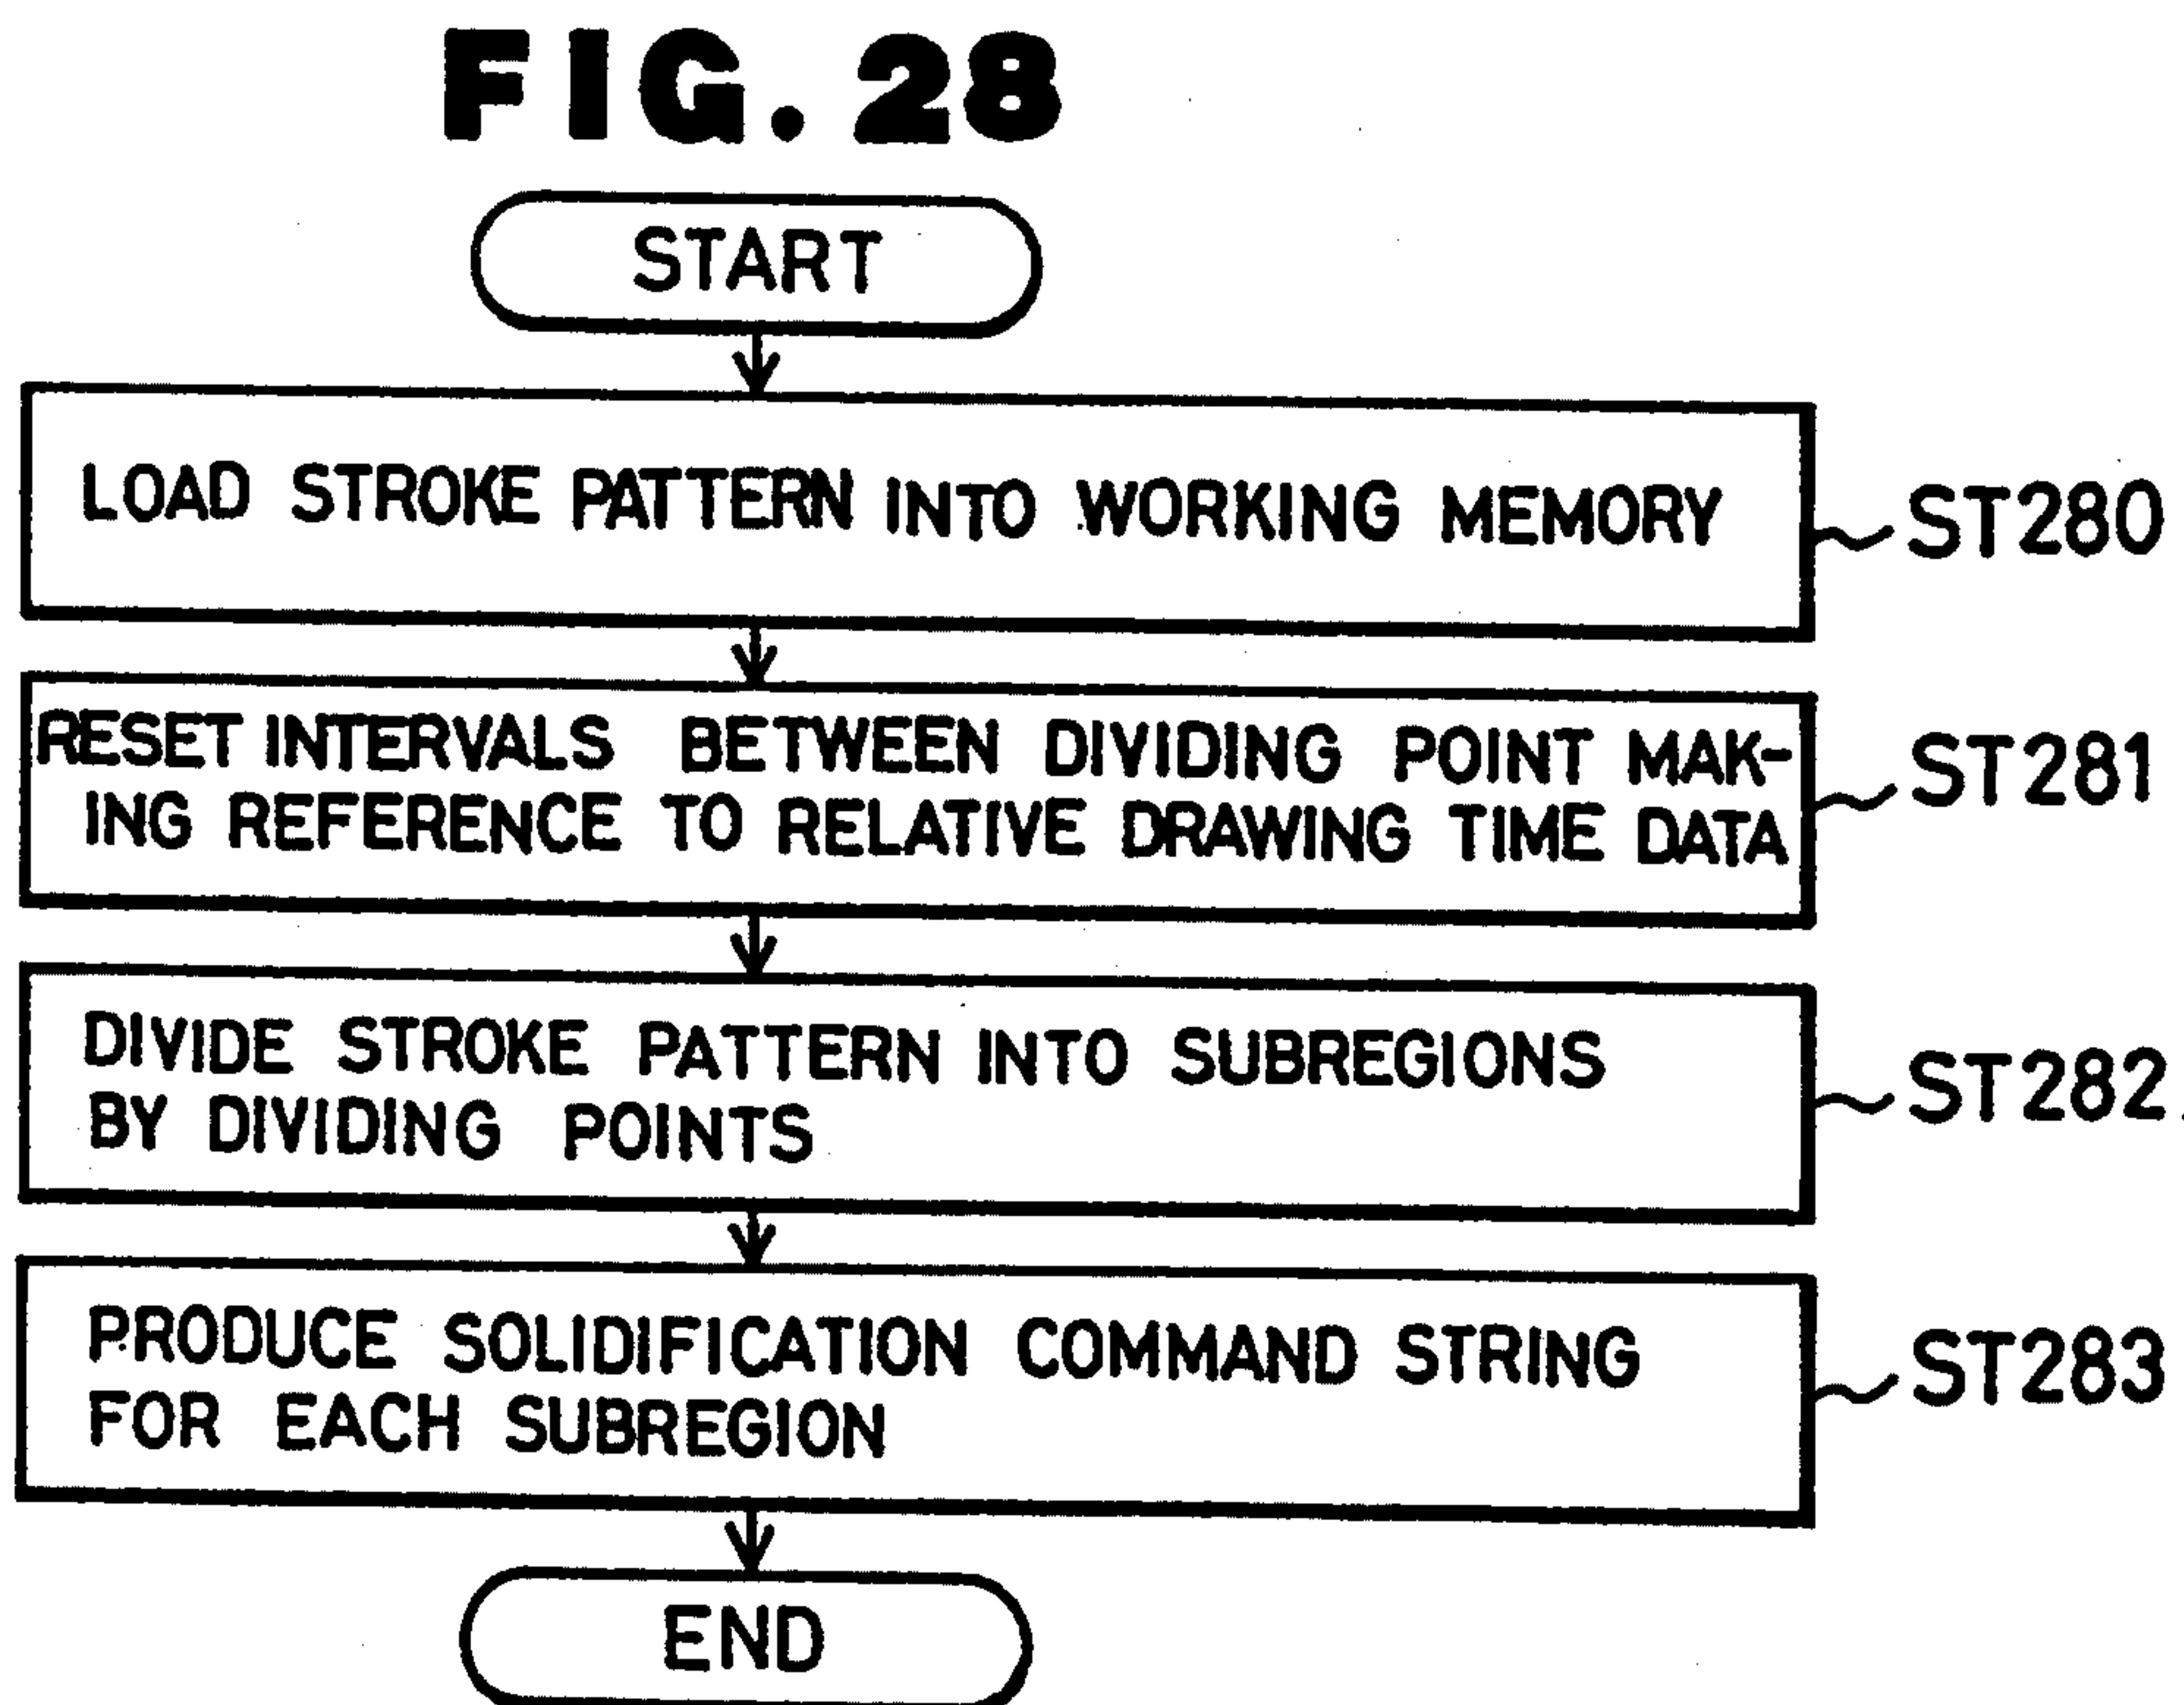 FIG. 28
START
LOAD STROKE PATTERN INTO WORKING MEMORY
ST280
RESET INTERVALS BETWEEN DIVIDING POINT MAK-
ING REFERENCE TO RELATIVE DRAWING TIME DATA
ST281
DIVIDE STROKE PATTERN INTO SUBREGIONS
BY DIVIDING POINTS
ST282
PRODUCE SOLIDIFICATION COMMAND STRING
FOR EACH SUBREGION
ST283
END